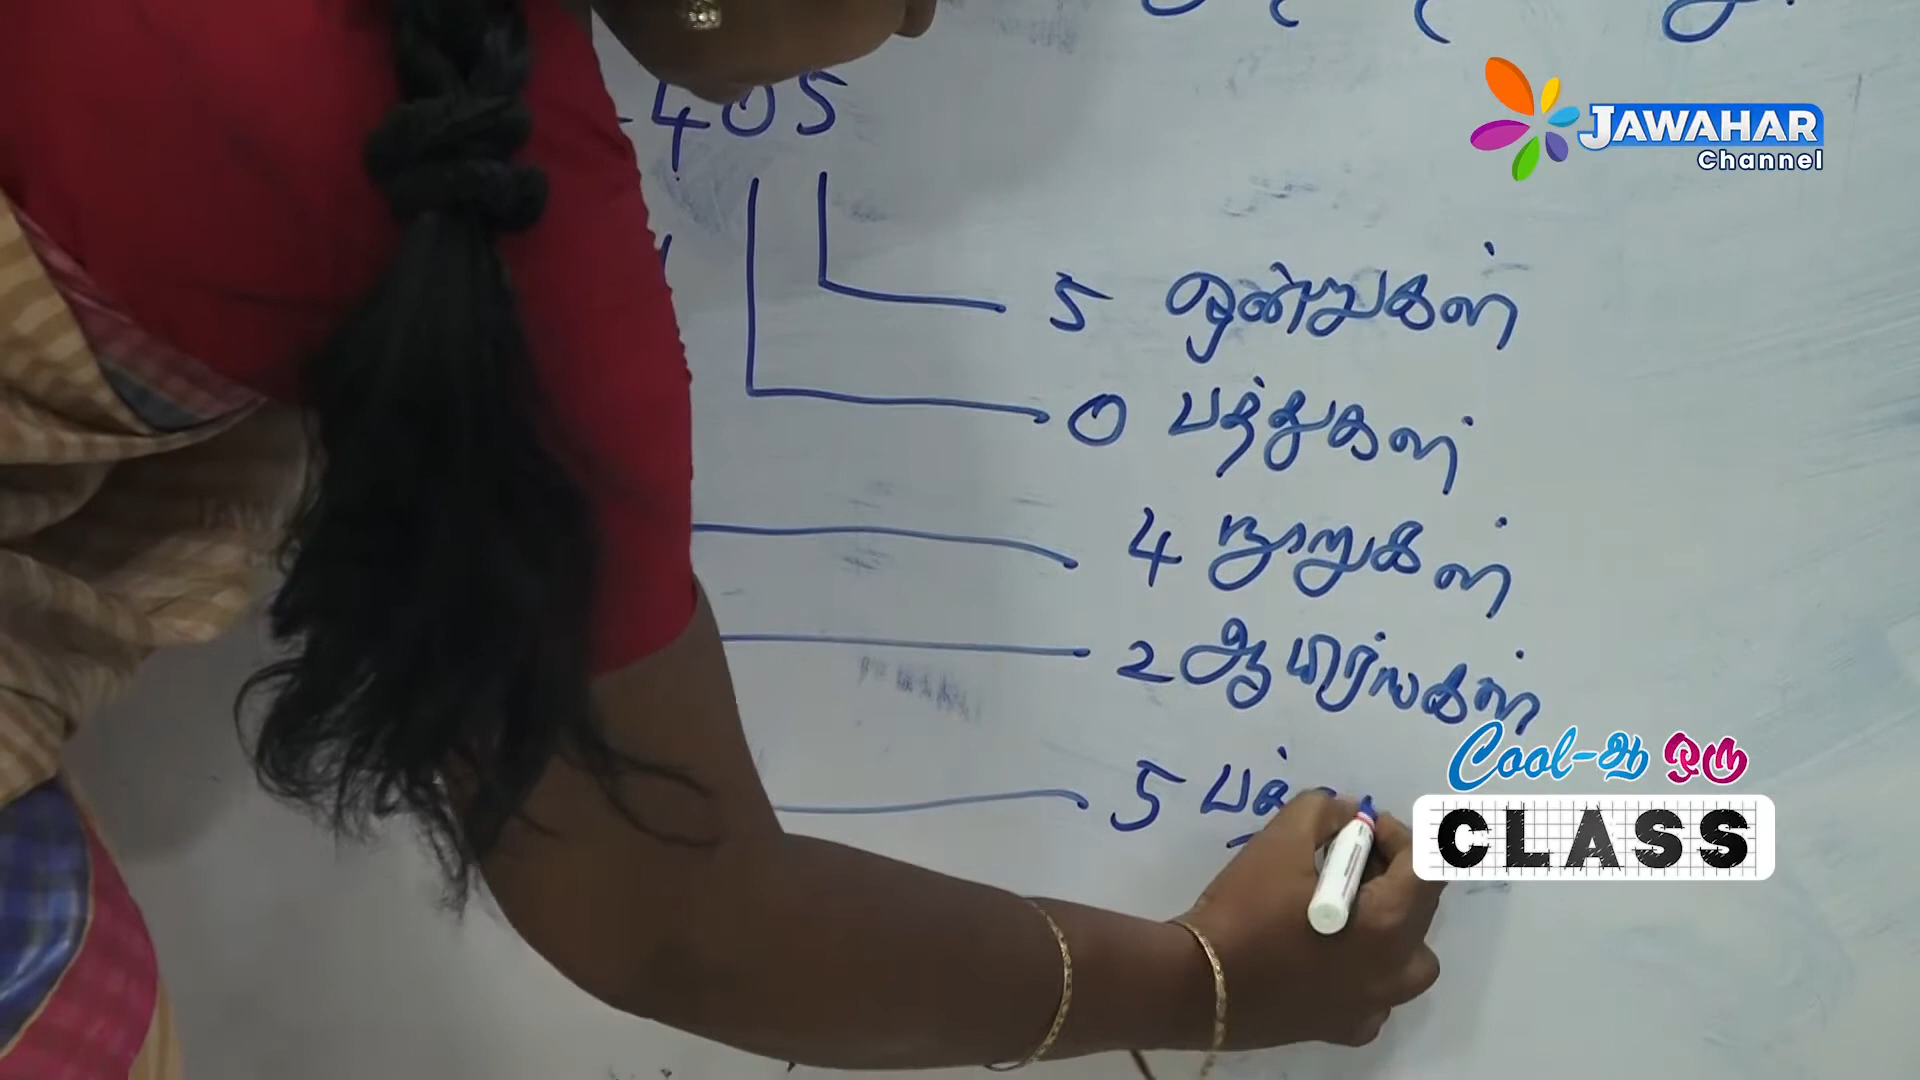 405
JAWAHAR
Channel
5 ஒன்றுகள்
0 பத்துகள்
4 நூறுகள்
2 ஆயிரங்கள்
Cool-ஆ ஒரு
CLASS
5